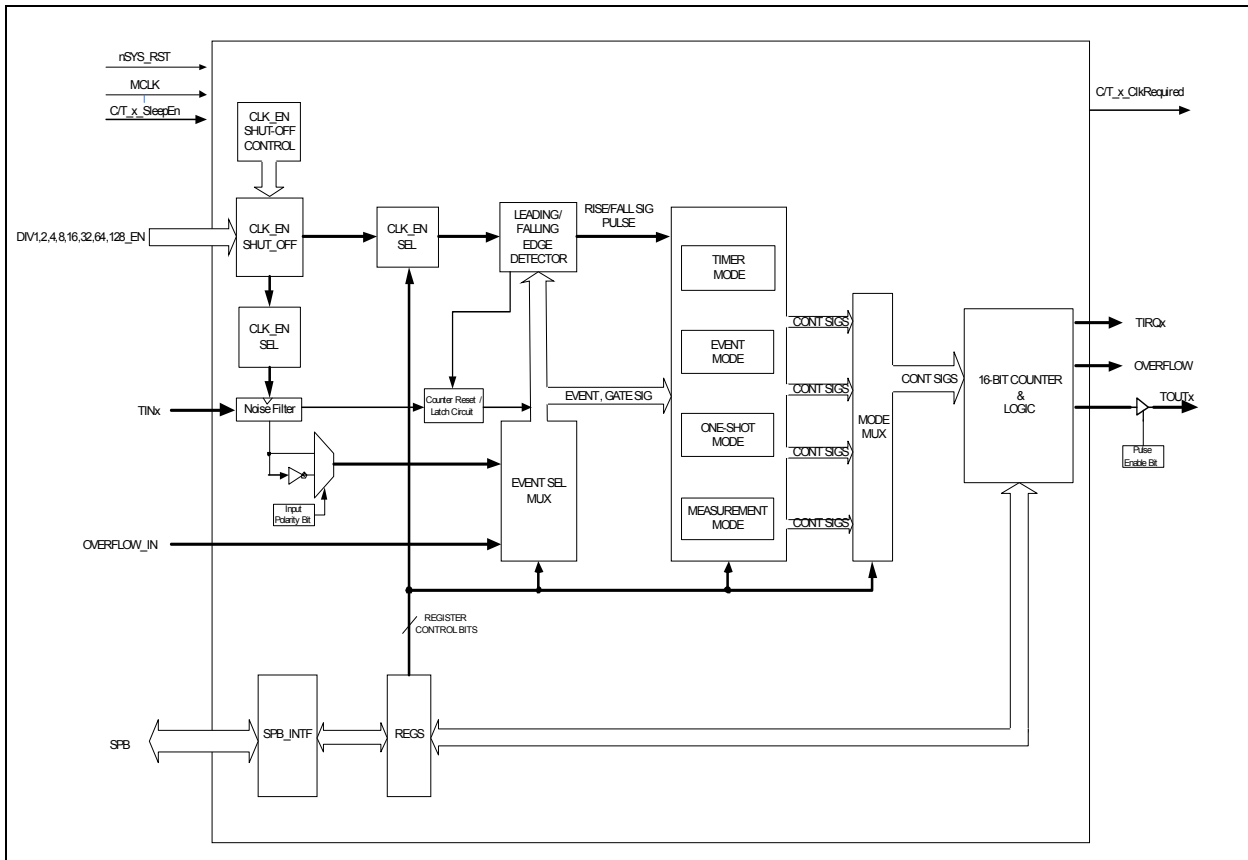 nSYS_RST
MCLK
C/T_x_SleepEn
C/T_x_ClkRequired
CLK_EN
SHUT-OFF
CONTROL
DIV1,2,4,8,16,32,64,128_EN
CLK_EN
SHUT_OFF
CLK_EN
SEL
LEADING/
FALLING
EDGE
DETECTOR
RISE/FALL SIG
PULSE
TIMER
MODE
CLK_EN
SEL
CONT SIGS
EVENT
MODE
16-BIT COUNTER
&
LOGIC
TIRQx
OVERFLOW
TOUTx
Pulse
Enable Bit
TINx
Noise Filter
Counter Reset /
Latch Circuit
EVENT, GATE SIG
CONT SIGS
CONT SIGS
MODE
MUX
ONE-SHOT
MODE
CONT SIGS
EVENT SEL
MUX
Input
Polarity Bit
MEASUREMENT
MODE
CONT SIGS
OVERFLOW_IN
REGISTER
CONTROL BITS
SPB
SPB_INTF
REGS